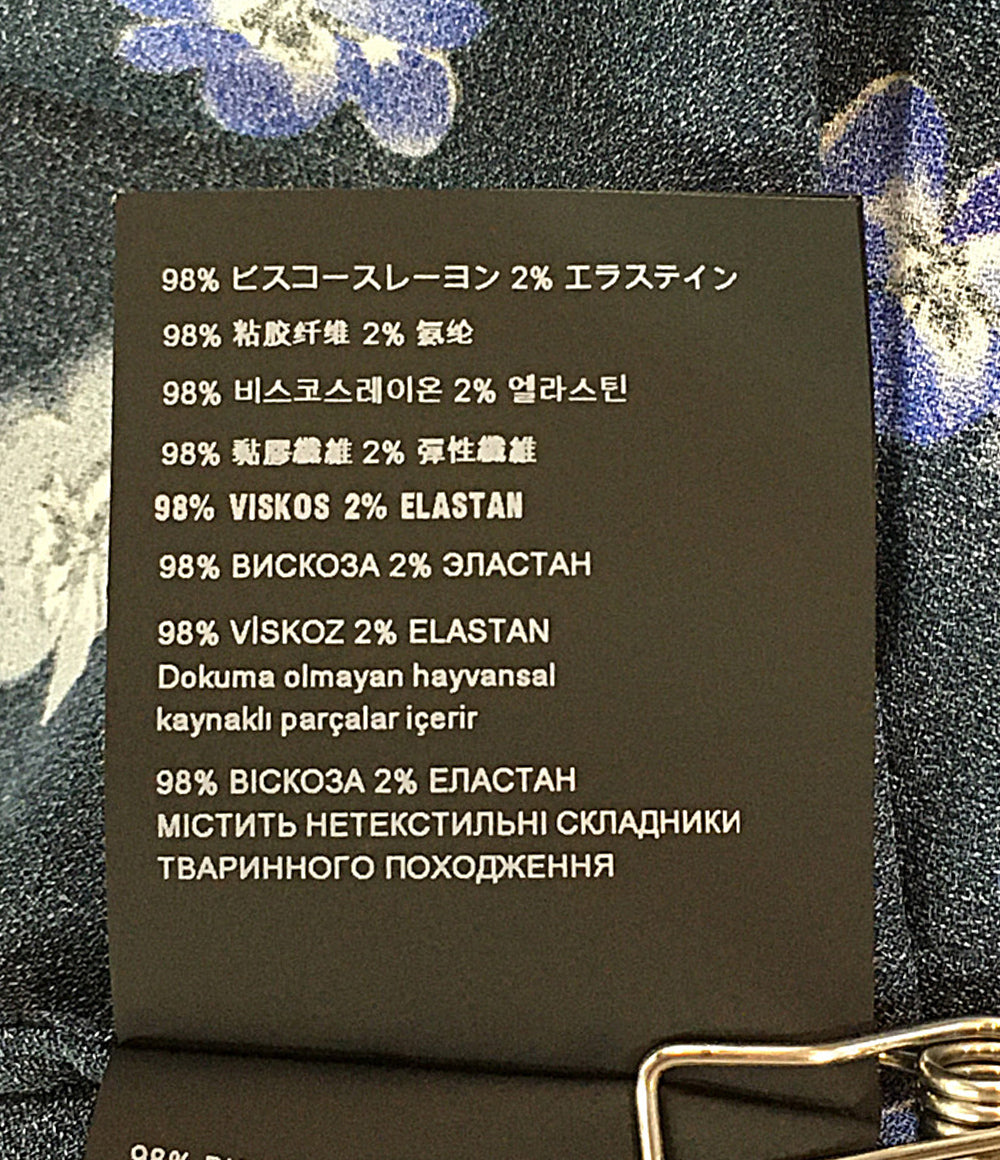 98% ビスコースレーヨン 2% エラステイン
98% 粘胶纤维 2% 氨纶
98% 비스코스레이온 2% 엘라스틴
98% 黏膠纖維 2% 彈性纖維
98% VISKOS 2% ELASTAN
98% ВИСКОЗА 2% ЭЛАСТАН
98% VİSKOZ 2% ELASTAN
Dokuma olmayan hayvansal
kaynaklı parçalar içerir
98% ВІСКОЗА 2% ЕЛАСТАН
МІСТИТЬ НЕТЕКСТИЛЬНІ СКЛАДНИКИ
ТВАРИННОГО ПОХОДЖЕННЯ
98%